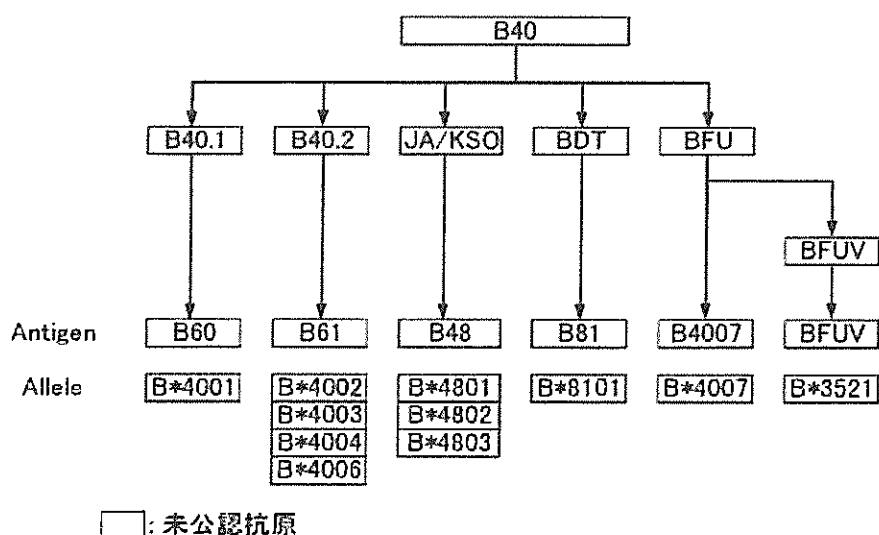 B40
B40.1 B40.2 JA/KSO BDT BFU
BFUV
Antigen B60 B61 B48 B81 B4007 BFUV
Allele B*4001 B*4002 B*4801 B*8101 B*4007 B*3521
B*4003 B*4802
B*4004 B*4803
B*4006
: 未公認抗原